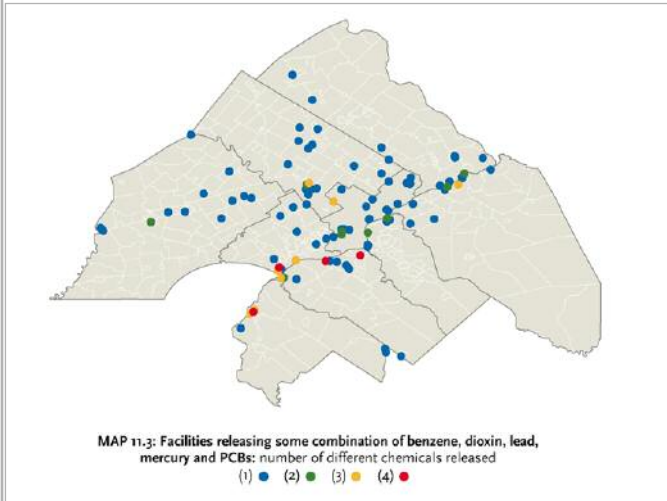 MAP 11.3: Facilities releasing some combination of benzene, dioxin, lead,
mercury and PCBs: number of different chemicals released
(1) (2) (3) (4)